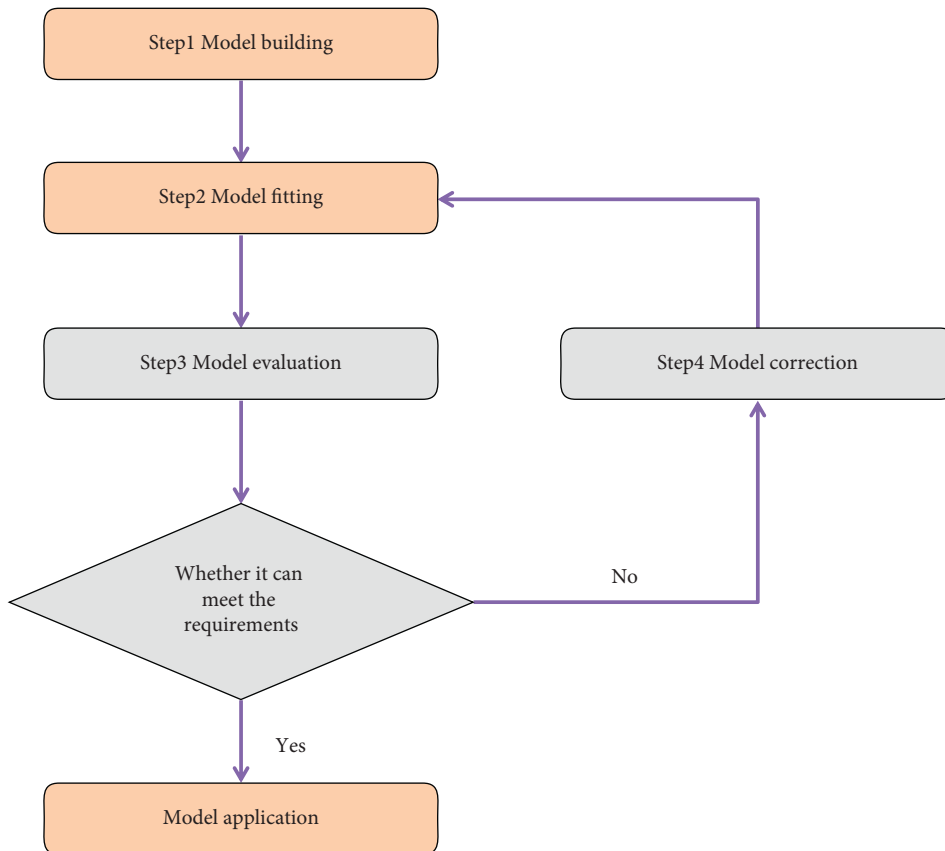 Step1 Model building
Step2 Model fitting
Step3 Model evaluation
Step4 Model correction
Whether it can
meet the
requirements
No
Yes
Model application